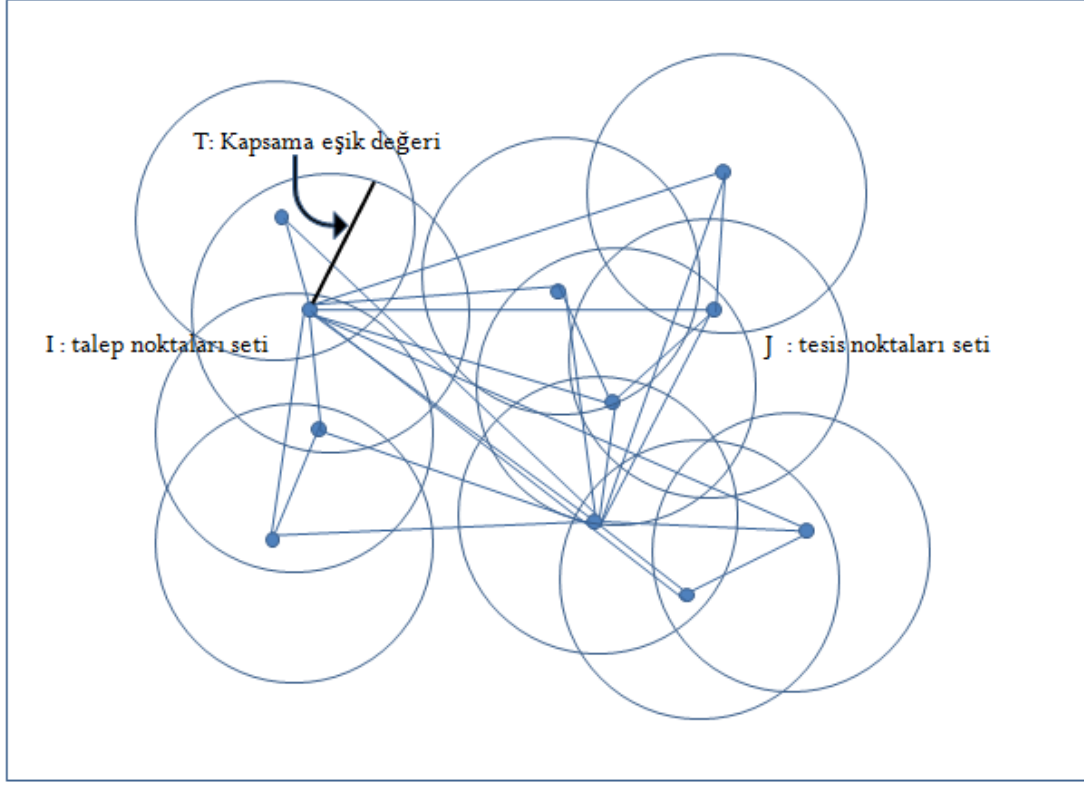 T: Kapsama eşik değeri
I : talep noktaları seti
J : tesis noktaları seti